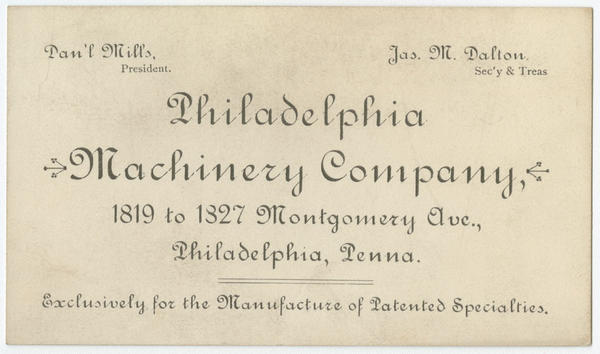 Dan'l Mills,
President.
Jas. M. Dalton,
Sec'y & Treas
Philadelphia
Machinery Company,
1819 to 1827 Montgomery Ave.,
Philadelphia, Penna.
Exclusively for the Manufacture of Patented Specialties.